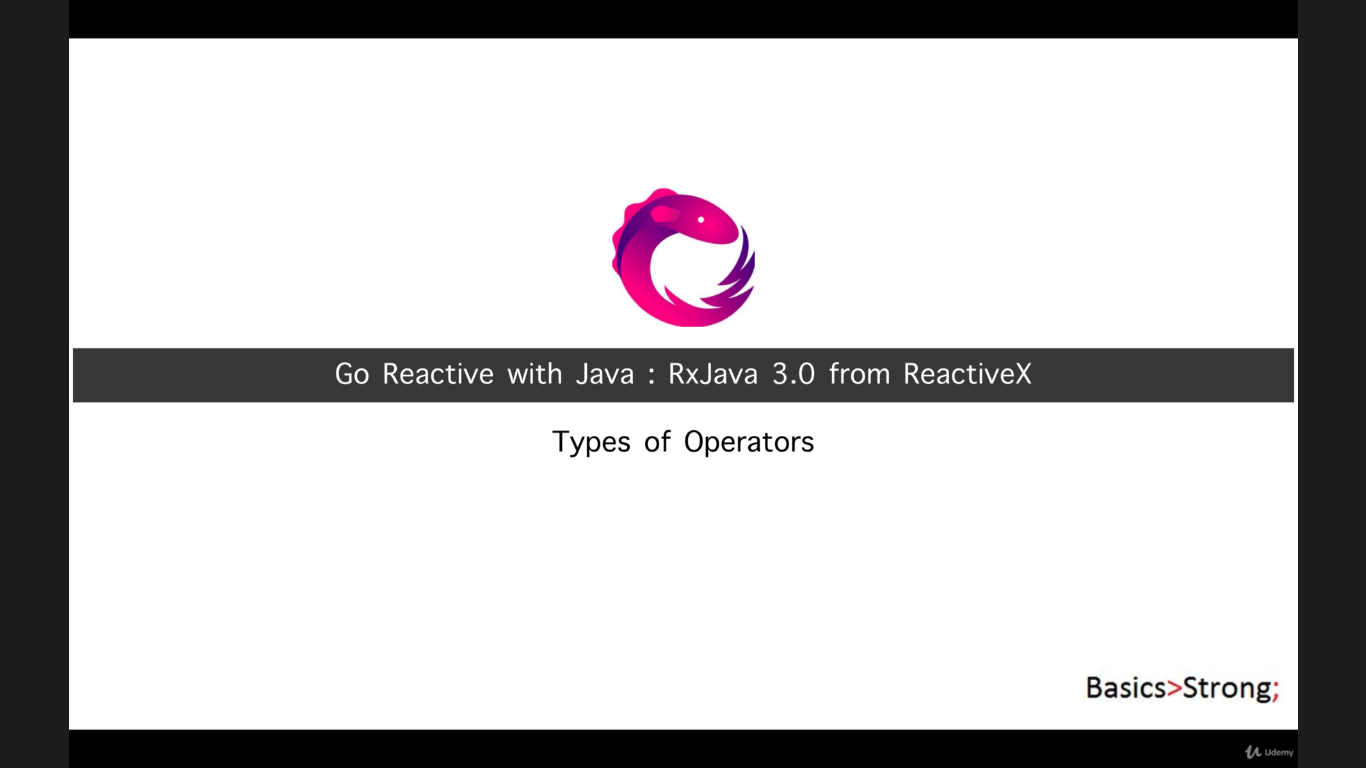 Go Reactive with Java : RxJava 3.0 from ReactiveX
Types of Operators
Basics>Strong;
Udemy